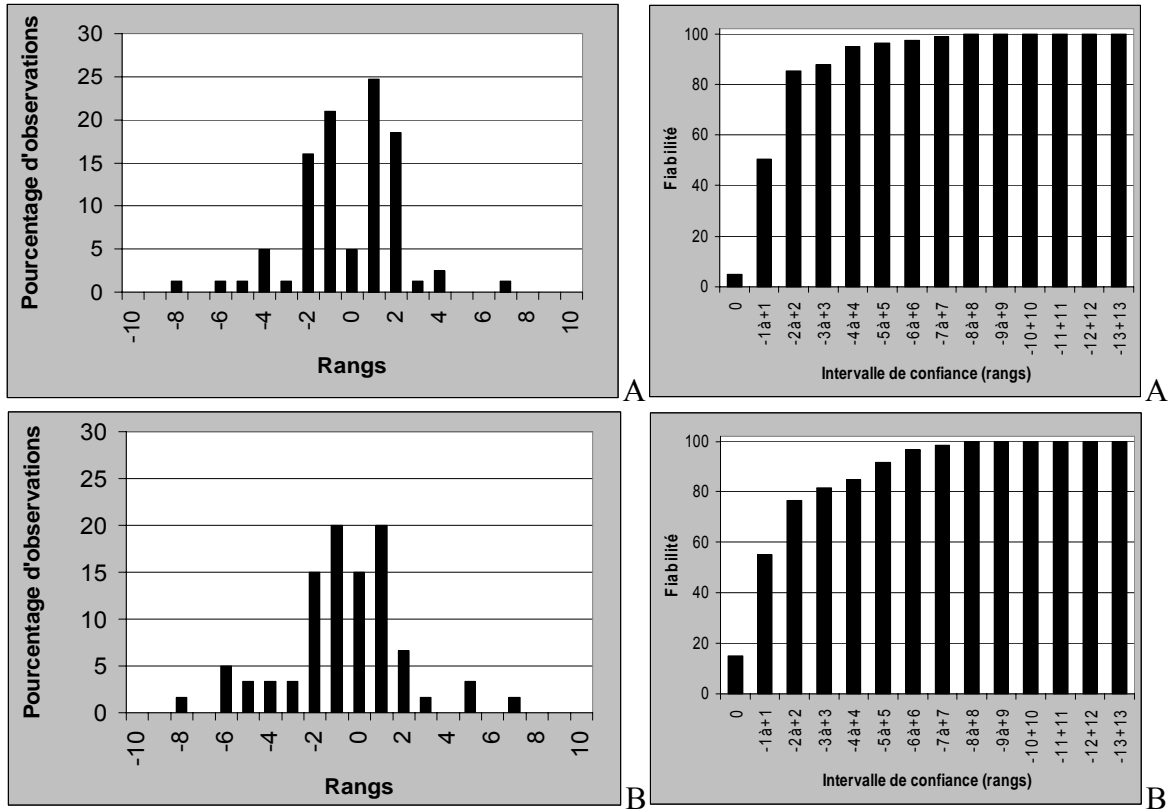 Pourcentage d'observations
30
25
20
15
10
5
0
-10
-8
-6
-4
-2
0
2
4
6
8
10
Rangs
A
Fiabilité
100
80
60
40
20
0
0
-1à+1
-2à+2
-3à+3
-4à+4
-5à+5
-6à+6
-7à+7
-8à+8
-9à+9
-10+10
-11+11
-12+12
-13+13
Intervalle de confiance (rangs)
A
Pourcentage d'observations
30
25
20
15
10
5
0
-10
-8
-6
-4
-2
0
2
4
6
8
10
Rangs
B
Fiabilité
100
80
60
40
20
0
0
-1à+1
-2à+2
-3à+3
-4à+4
-5à+5
-6à+6
-7à+7
-8à+8
-9à+9
-10+10
-11+11
-12+12
-13+13
Intervalle de confiance (rangs)
B